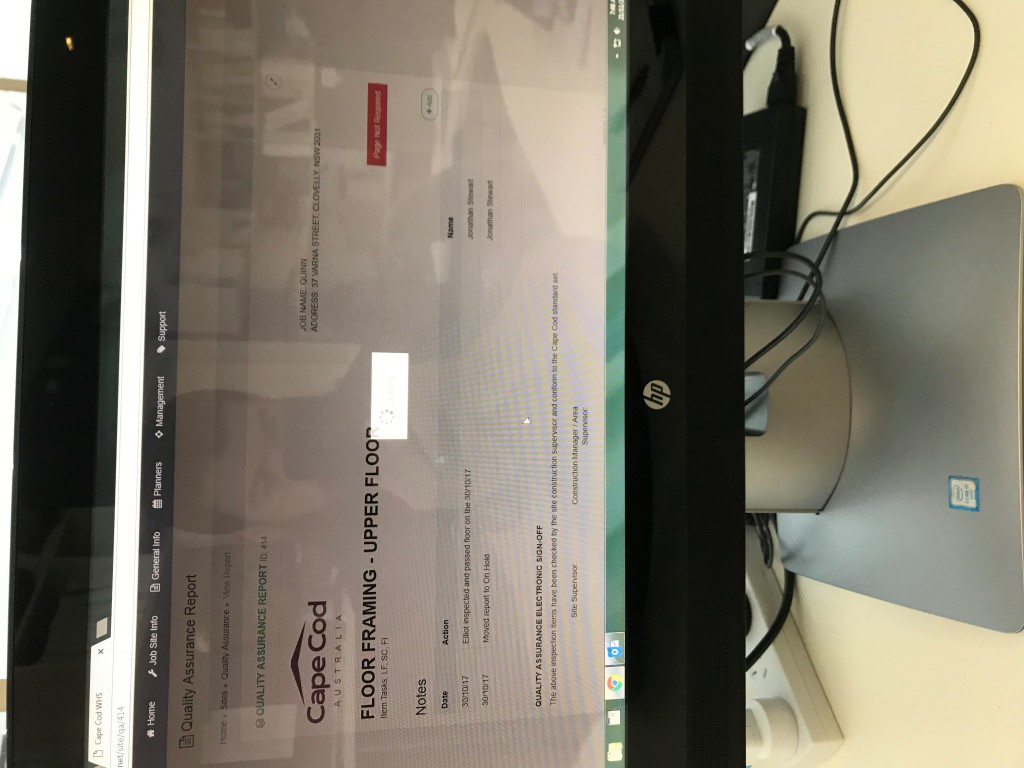 Cape Cod WHS
net/site/qa/414
Home Job Site Info General Info Planners Management Support
Quality Assurance Report
Home Sites Quality Assurance View Report
QUALITY ASSURANCE REPORT ID: 414
Cape Cod
AUSTRALIA
JOB NAME: QUINN
ADDRESS: 37 VARNA STREET, CLOVELLY, NSW 2031
FLOOR FRAMING - UPPER FLOOR
Item Tasks: LF, SC, FI
Page Not Required
Notes
+ Add
Date Action Name
30/10/17 Elliot inspected and passed floor on the 30/10/17 Jonathan Stewart
30/10/17 Moved report to On Hold Jonathan Stewart
QUALITY ASSURANCE ELECTRONIC SIGN-OFF
The above inspection items have been checked by the site construction supervisor and conform to the Cape Cod standard set
Site Supervisor: Construction Manager / Area
Supervisor:
hp